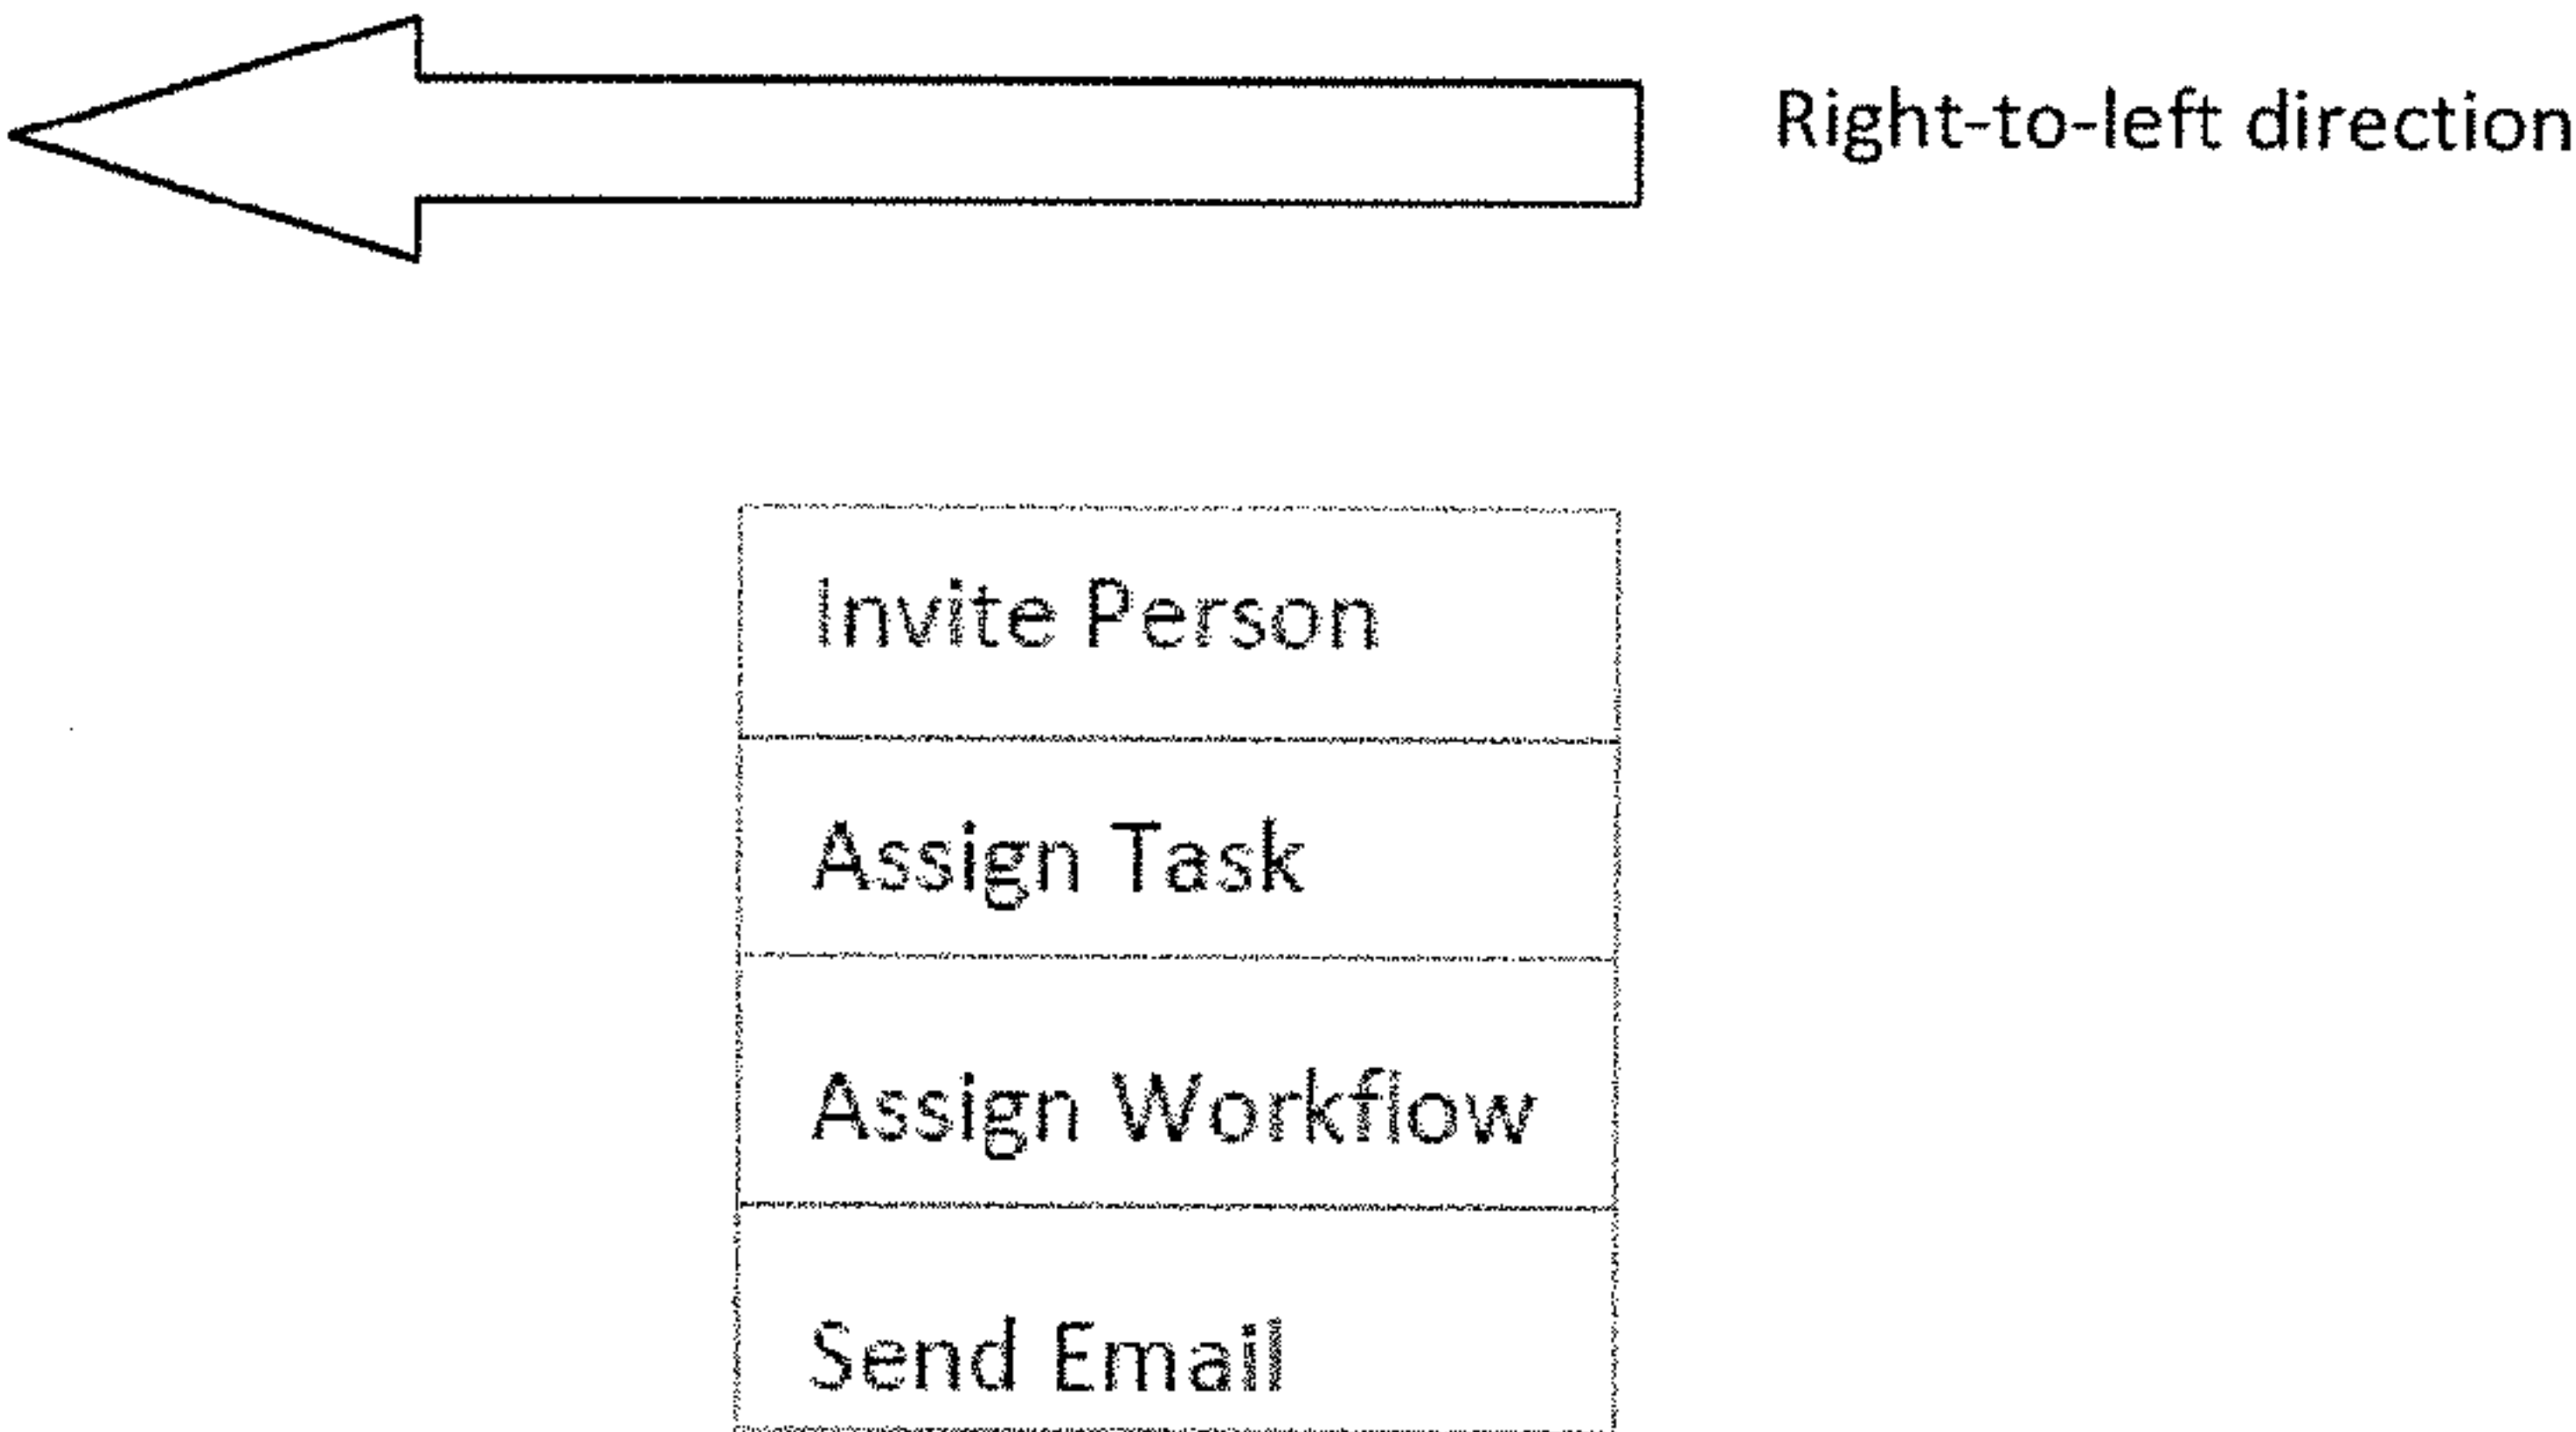 Right-to-left direction
Invite Person
Assign Task
Assign Workflow
Send Email